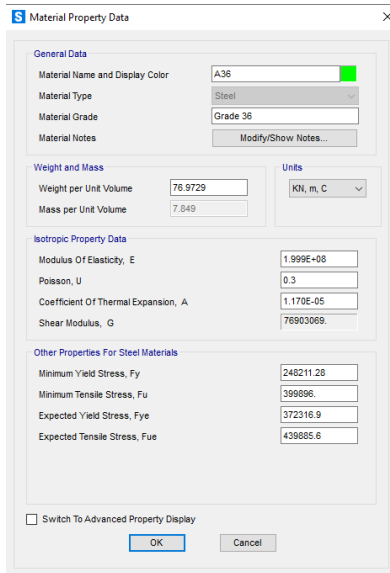 S Material Property Data
General Data
Material Name and Display Color A36
Material Type Steel
Material Grade Grade 36
Material Notes Modify/Show Notes...
Weight and Mass Units
Weight per Unit Volume 76.9729 KN, m, C
Mass per Unit Volume 7.849
Isotropic Property Data
Modulus Of Elasticity, E 1.999E+08
Poisson, U 0.3
Coefficient Of Thermal Expansion, A 1.170E-05
Shear Modulus, G 76903069.
Other Properties For Steel Materials
Minimum Yield Stress, Fy 248211.28
Minimum Tensile Stress, Fu 399896.
Expected Yield Stress, Fye 372316.9
Expected Tensile Stress, Fue 439885.6
Switch To Advanced Property Display
OK Cancel